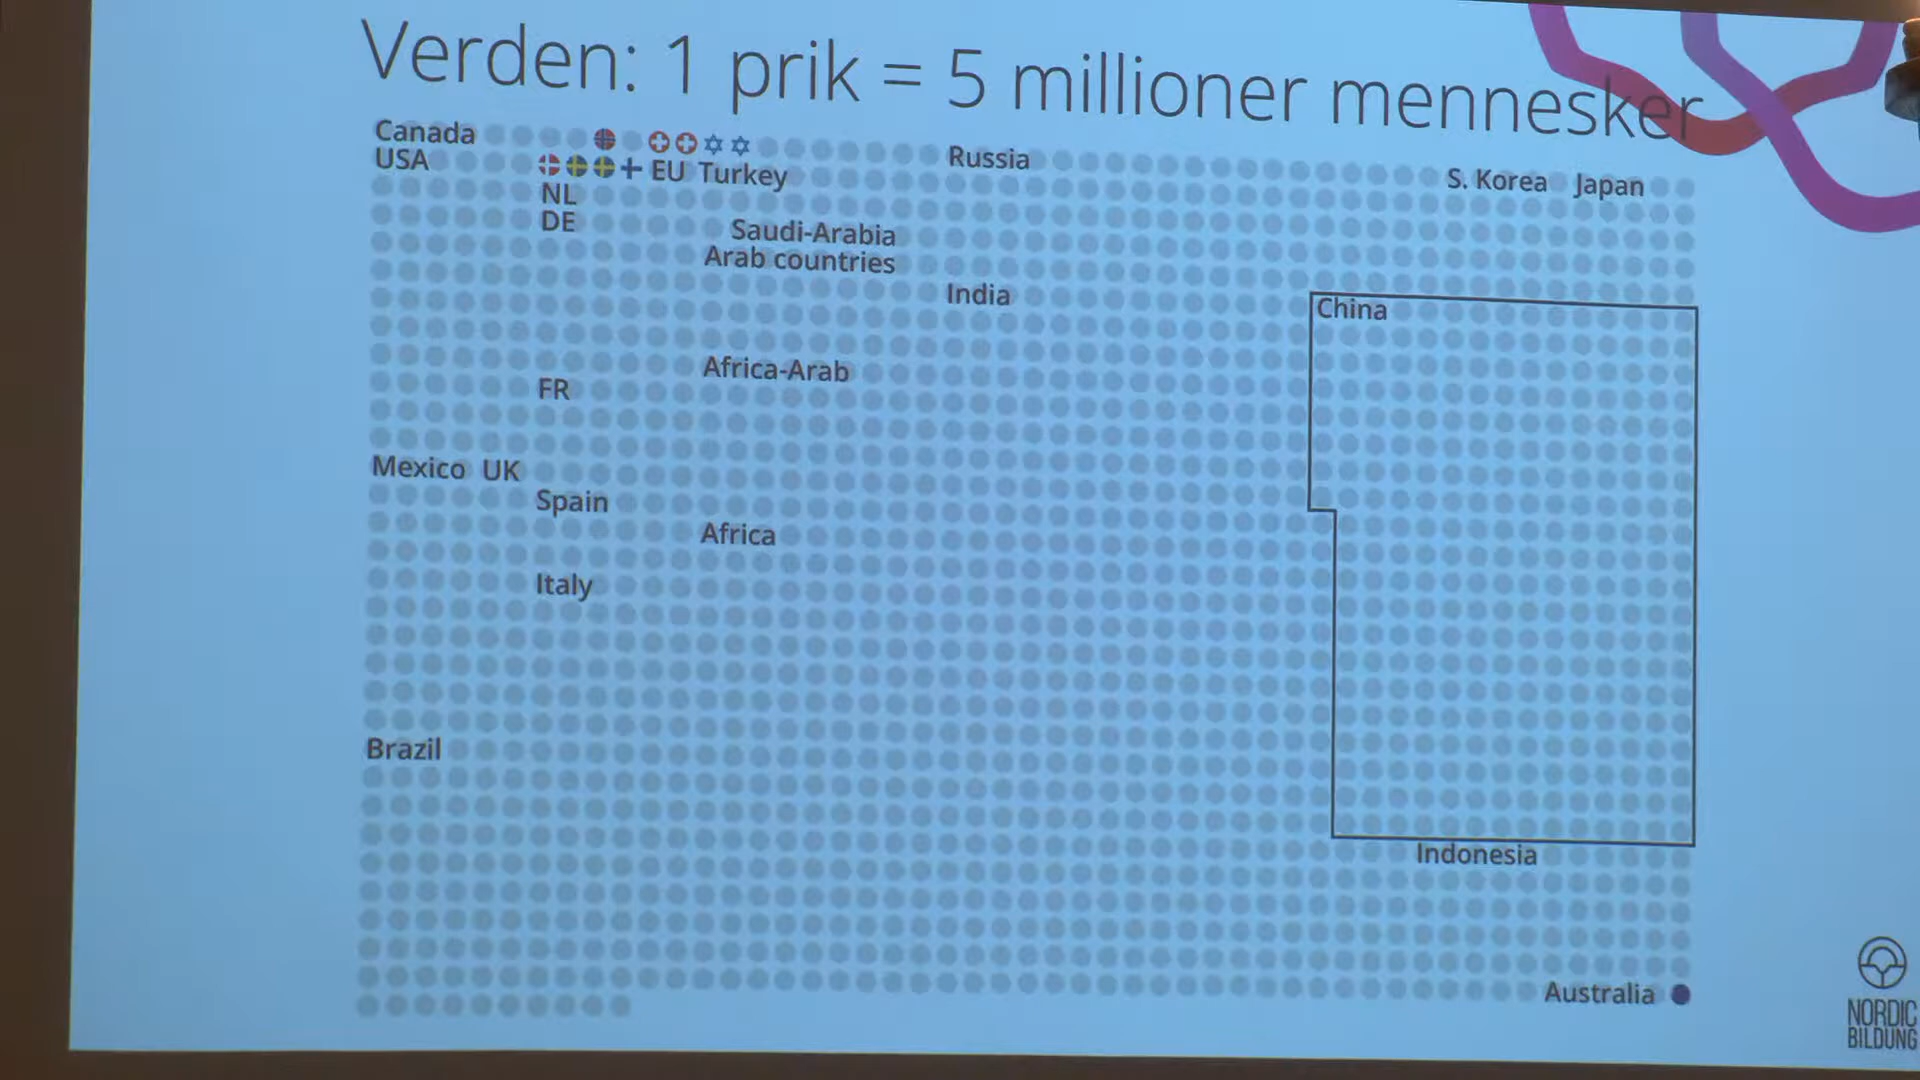 Verden: 1 prik = 5 millioner mennesker
Canada
Russia
USA
EU Turkey
S. Korea Japan
NL
DE
Saudi-Arabia
Arab countries
India
China
Africa-Arab
FR
Mexico UK
Spain
Africa
Italy
Brazil
Indonesia
Australia
NORDIC
BILDUNG